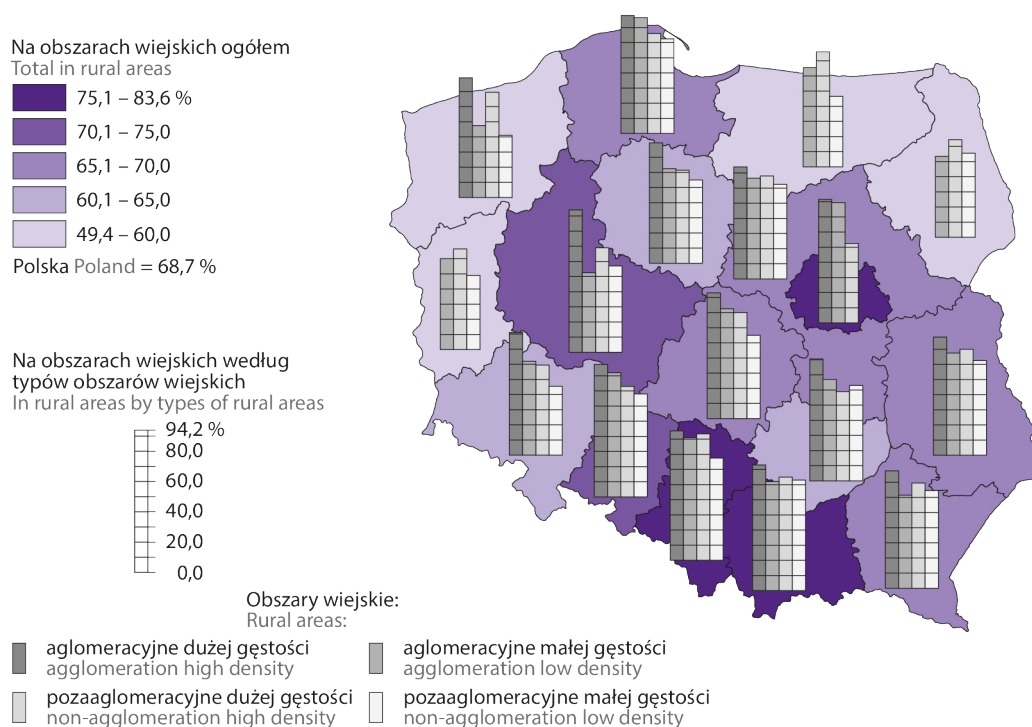 Na obszarach wiejskich ogółem
Total in rural areas
75,1 – 83,6 %
70,1 – 75,0
65,1 – 70,0
60,1 – 65,0
49,4 – 60,0
Polska Poland = 68,7 %
Na obszarach wiejskich według
typów obszarów wiejskich
In rural areas by types of rural areas
94,2 %
80,0
60,0
40,0
20,0
0,0
Obszary wiejskie:
Rural areas:
aglomeracyjne dużej gęstości
agglomeration high density
aglomeracyjne małej gęstości
agglomeration low density
pozaaglomeracyjne dużej gęstości
non-agglomeration high density
pozaaglomeracyjne małej gęstości
non-agglomeration low density